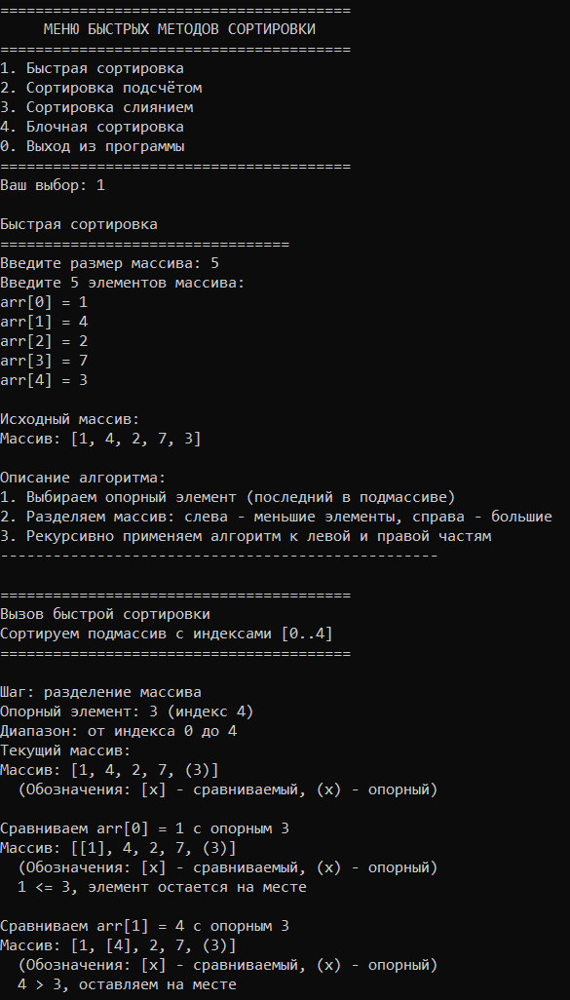 ========================================
     МЕНЮ БЫСТРЫХ МЕТОДОВ СОРТИРОВКИ
========================================
1. Быстрая сортировка
2. Сортировка подсчётом
3. Сортировка слиянием
4. Блочная сортировка
0. Выход из программы
========================================
Ваш выбор: 1

Быстрая сортировка
=================================
Введите размер массива: 5
Введите 5 элементов массива:
arr[0] = 1
arr[1] = 4
arr[2] = 2
arr[3] = 7
arr[4] = 3

Исходный массив:
Массив: [1, 4, 2, 7, 3]

Описание алгоритма:
1. Выбираем опорный элемент (последний в подмассиве)
2. Разделяем массив: слева - меньшие элементы, справа - большие
3. Рекурсивно применяем алгоритм к левой и правой частям
--------------------------------------------------

========================================
Вызов быстрой сортировки
Сортируем подмассив с индексами [0..4]
========================================

Шаг: разделение массива
Опорный элемент: 3 (индекс 4)
Диапазон: от индекса 0 до 4
Текущий массив:
Массив: [1, 4, 2, 7, (3)]
  (Обозначения: [x] - сравниваемый, (x) - опорный)

Сравниваем arr[0] = 1 с опорным 3
Массив: [[1], 4, 2, 7, (3)]
  (Обозначения: [x] - сравниваемый, (x) - опорный)
  1 <= 3, элемент остается на месте

Сравниваем arr[1] = 4 с опорным 3
Массив: [1, [4], 2, 7, (3)]
  (Обозначения: [x] - сравниваемый, (x) - опорный)
  4 > 3, оставляем на месте